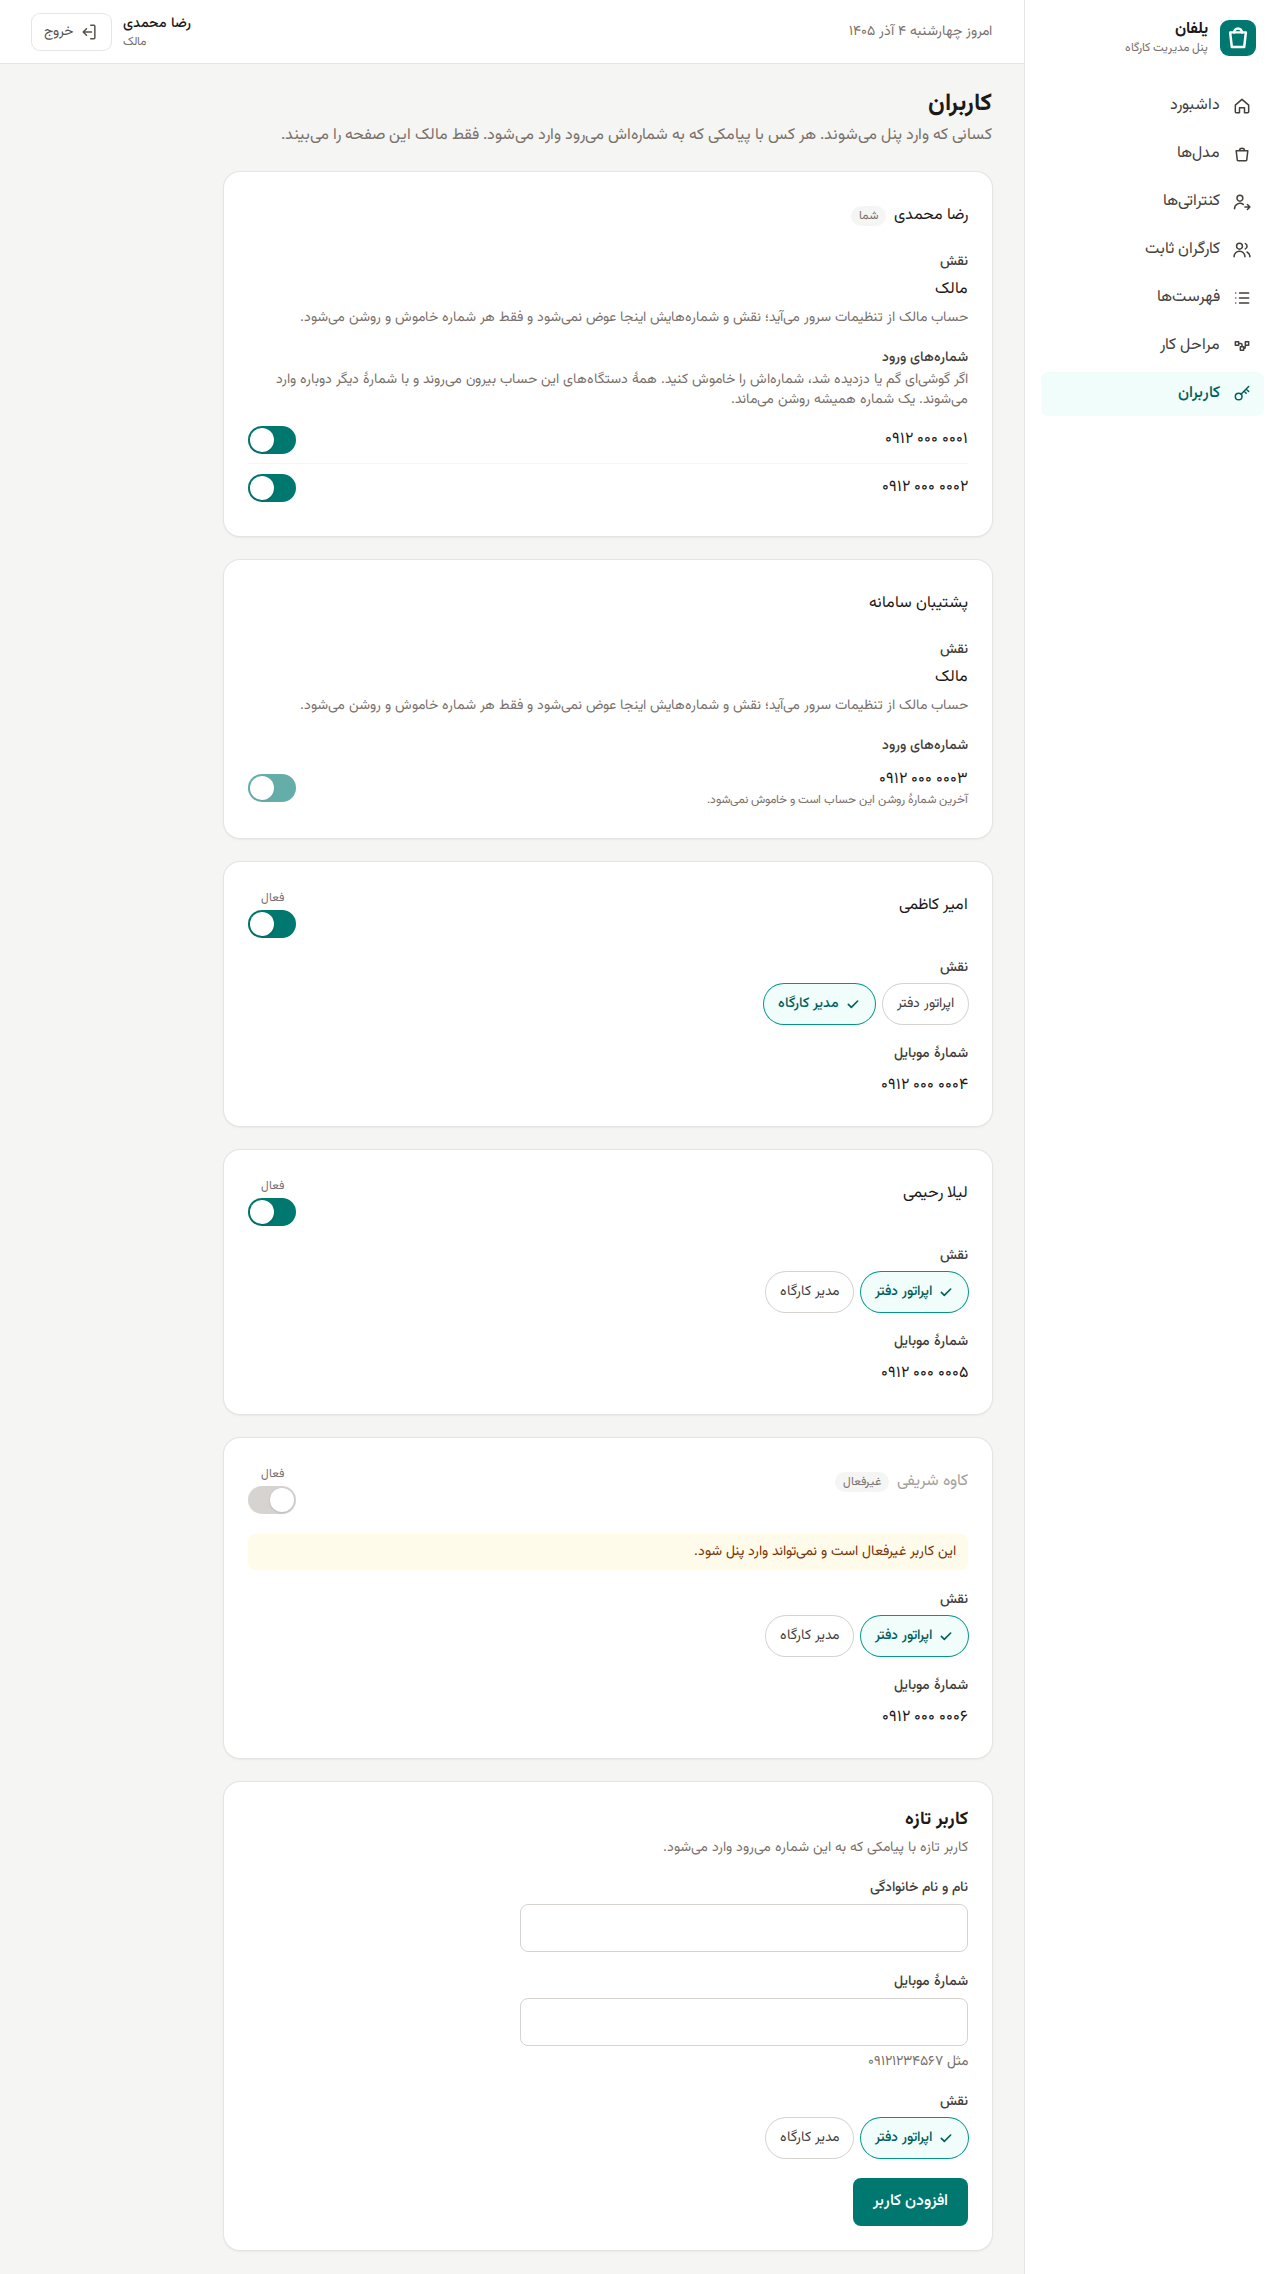 یلفان
پنل مدیریت کارگاه
داشبورد
مدل‌ها
کنتراتی‌ها
کارگران ثابت
فهرست‌ها
مراحل کار
کاربران
امروز چهارشنبه ۴ آذر ۱۴۰۵
رضا محمدی
مالک
خروج
کاربران
کسانی که وارد پنل می‌شوند. هر کس با پیامکی که به شماره‌اش می‌رود وارد می‌شود. فقط مالک این صفحه را می‌بیند.
رضا محمدی شما
نقش
مالک
حساب مالک از تنظیمات سرور می‌آید؛ نقش و شماره‌هایش اینجا عوض نمی‌شود و فقط هر شماره خاموش و روشن می‌شود.
شماره‌های ورود
اگر گوشی‌ای گم یا دزدیده شد، شماره‌اش را خاموش کنید. همهٔ دستگاه‌های این حساب بیرون می‌روند و با شمارهٔ دیگر دوباره وارد
می‌شوند. یک شماره همیشه روشن می‌ماند.
۰۹۱۲ ۰۰۰ ۰۰۰۱
۰۹۱۲ ۰۰۰ ۰۰۰۲
پشتیبان سامانه
نقش
مالک
حساب مالک از تنظیمات سرور می‌آید؛ نقش و شماره‌هایش اینجا عوض نمی‌شود و فقط هر شماره خاموش و روشن می‌شود.
شماره‌های ورود
۰۹۱۲ ۰۰۰ ۰۰۰۳
آخرین شمارهٔ روشن این حساب است و خاموش نمی‌شود.
امیر کاظمی
فعال
نقش
اپراتور دفتر
مدیر کارگاه
شمارهٔ موبایل
۰۹۱۲ ۰۰۰ ۰۰۰۴
لیلا رحیمی
فعال
نقش
اپراتور دفتر
مدیر کارگاه
شمارهٔ موبایل
۰۹۱۲ ۰۰۰ ۰۰۰۵
کاوه شریفی غیرفعال
فعال
این کاربر غیرفعال است و نمی‌تواند وارد پنل شود.
نقش
اپراتور دفتر
مدیر کارگاه
شمارهٔ موبایل
۰۹۱۲ ۰۰۰ ۰۰۰۶
کاربر تازه
کاربر تازه با پیامکی که به این شماره می‌رود وارد می‌شود.
نام و نام خانوادگی
شمارهٔ موبایل
مثل ۰۹۱۲۱۲۳۴۵۶۷
نقش
اپراتور دفتر
مدیر کارگاه
افزودن کاربر